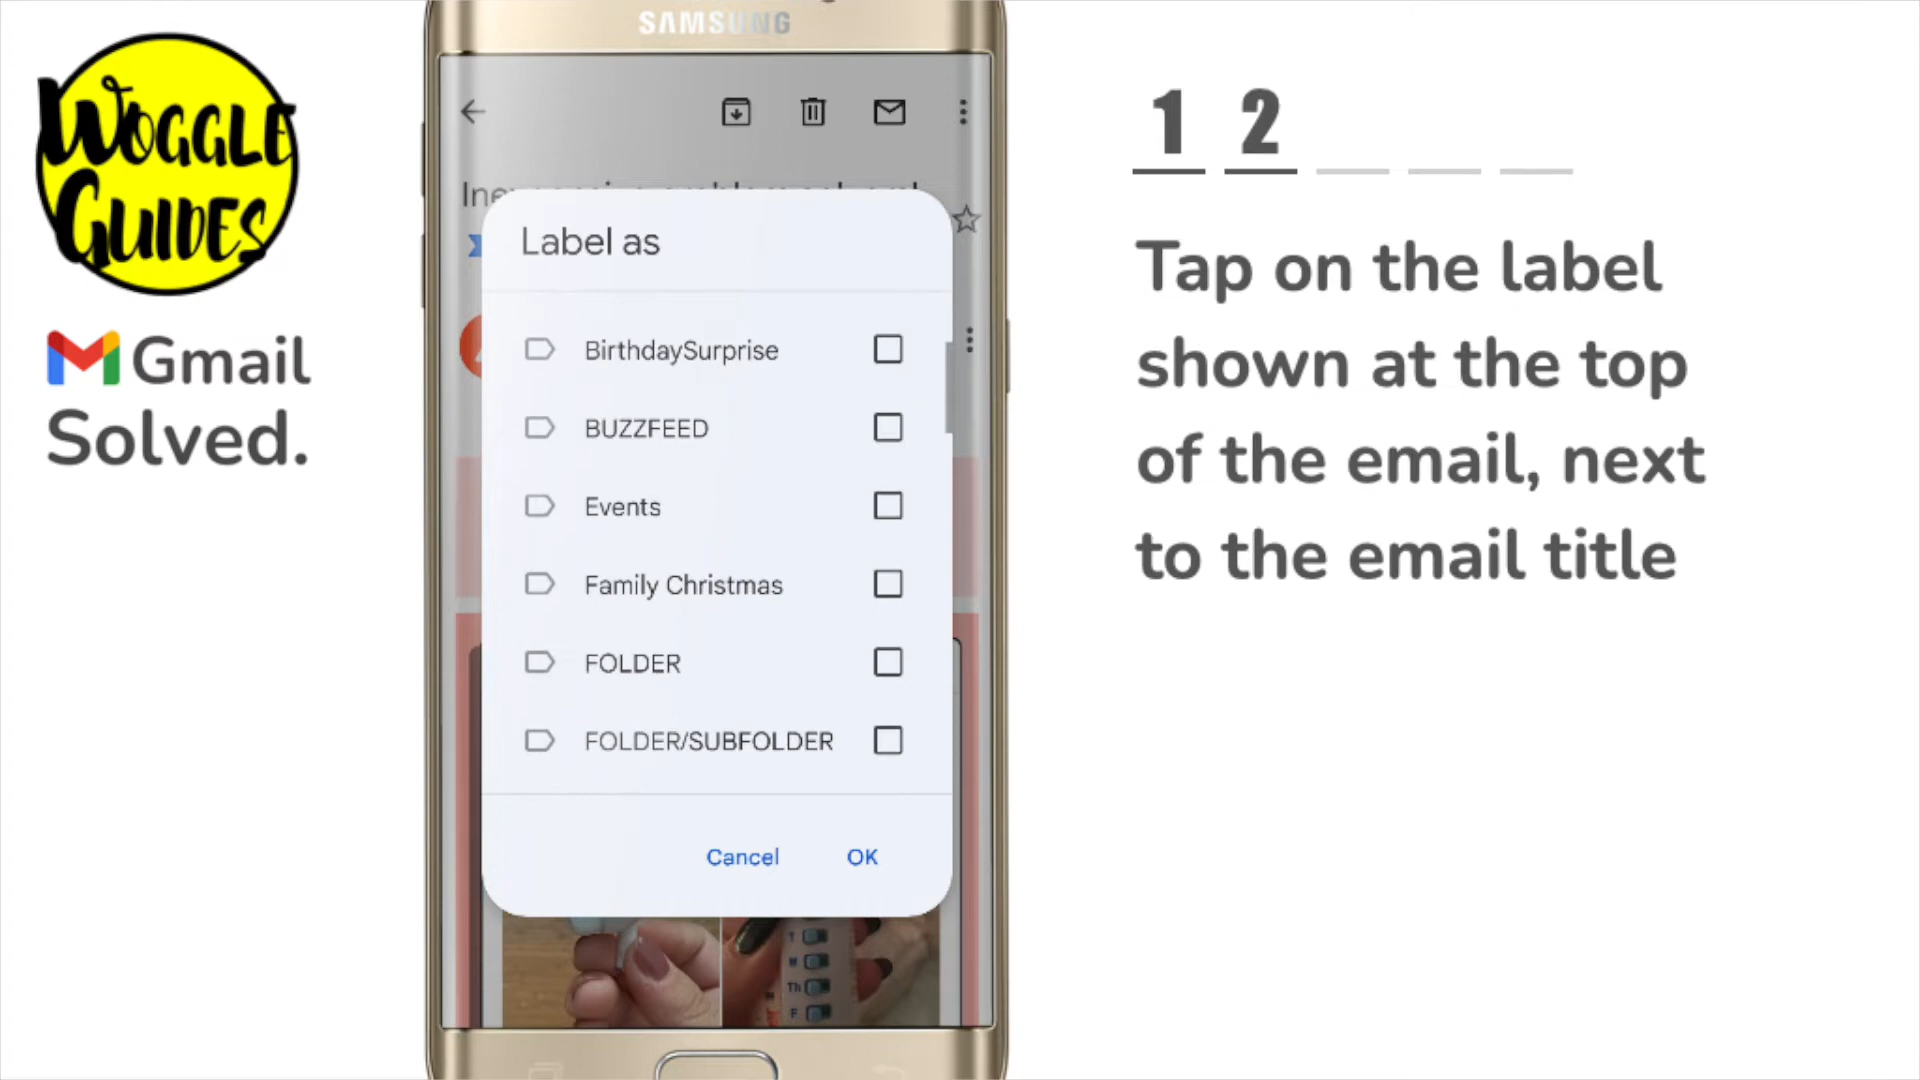 SAMSUNG
WOGGLE
GUIDES
Gmail
Solved.
Label as
BirthdaySurprise
BUZZFEED
Events
Family Christmas
FOLDER
FOLDER/SUBFOLDER
Cancel
OK
T
W
Th
F
1 2
Tap on the label
shown at the top
of the email, next
to the email title